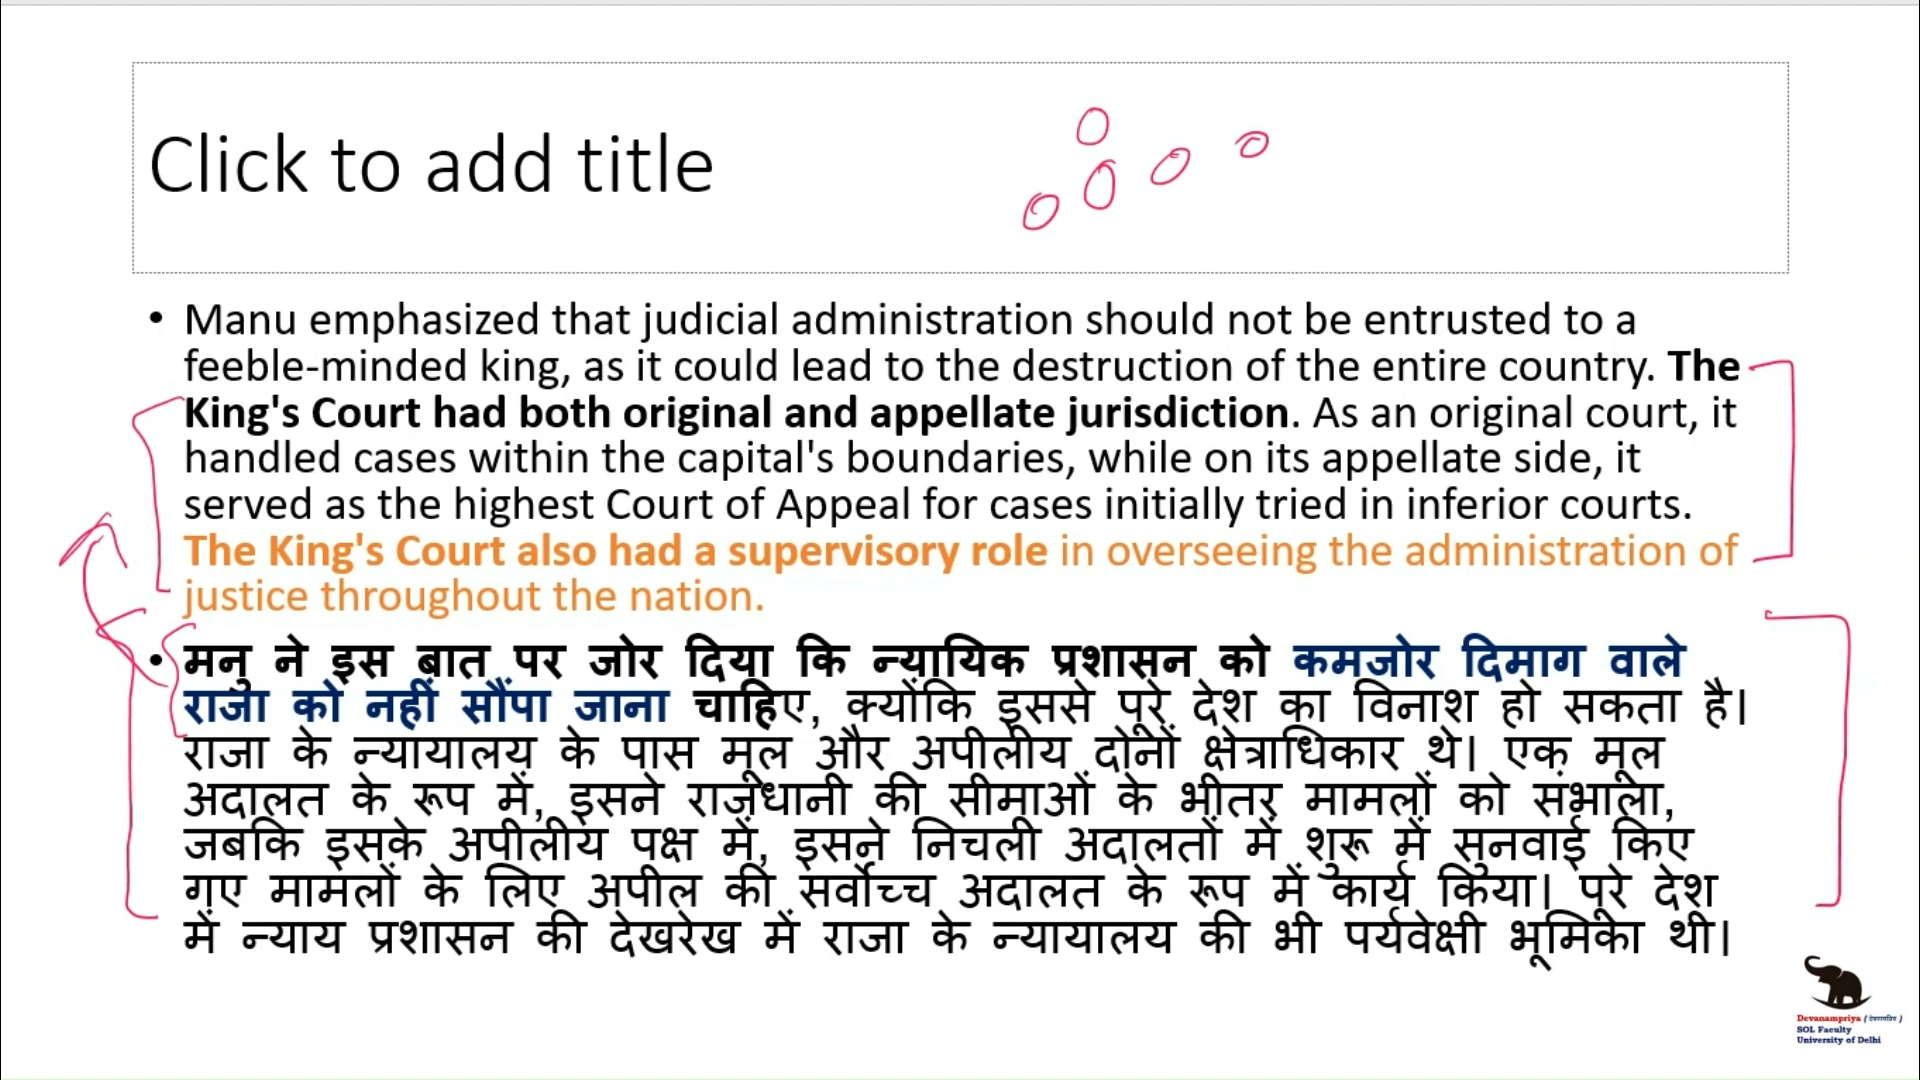 Click to add title
• Manu emphasized that judicial administration should not be entrusted to a
feeble-minded king, as it could lead to the destruction of the entire country. The
King's Court had both original and appellate jurisdiction. As an original court, it
handled cases within the capital's boundaries, while on its appellate side, it
served as the highest Court of Appeal for cases initially tried in inferior courts.
The King's Court also had a supervisory role in overseeing the administration of
justice throughout the nation.
• मनु ने इस बात पर जोर दिया कि न्यायिक प्रशासन को कमजोर दिमाग वाले
राजा को नहीं सौंपा जाना चाहिए, क्योंकि इससे पूरे देश का विनाश हो सकता है।
राजा के न्यायालय के पास मूल और अपीलीय दोनों क्षेत्राधिकार थे। एक मूल
अदालत के रूप में, इसने राजधानी की सीमाओं के भीतर मामलों को संभाला,
जबकि इसके अपीलीय पक्ष में, इसने निचली अदालतों में शुरू में सुनवाई किए
गए मामलों के लिए अपील की सर्वोच्च अदालत के रूप में कार्य किया। पूरे देश
में न्याय प्रशासन की देखरेख में राजा के न्यायालय की भी पर्यवेक्षी भूमिका थी।
Devanampriya
SOL Faculty
University of Delhi